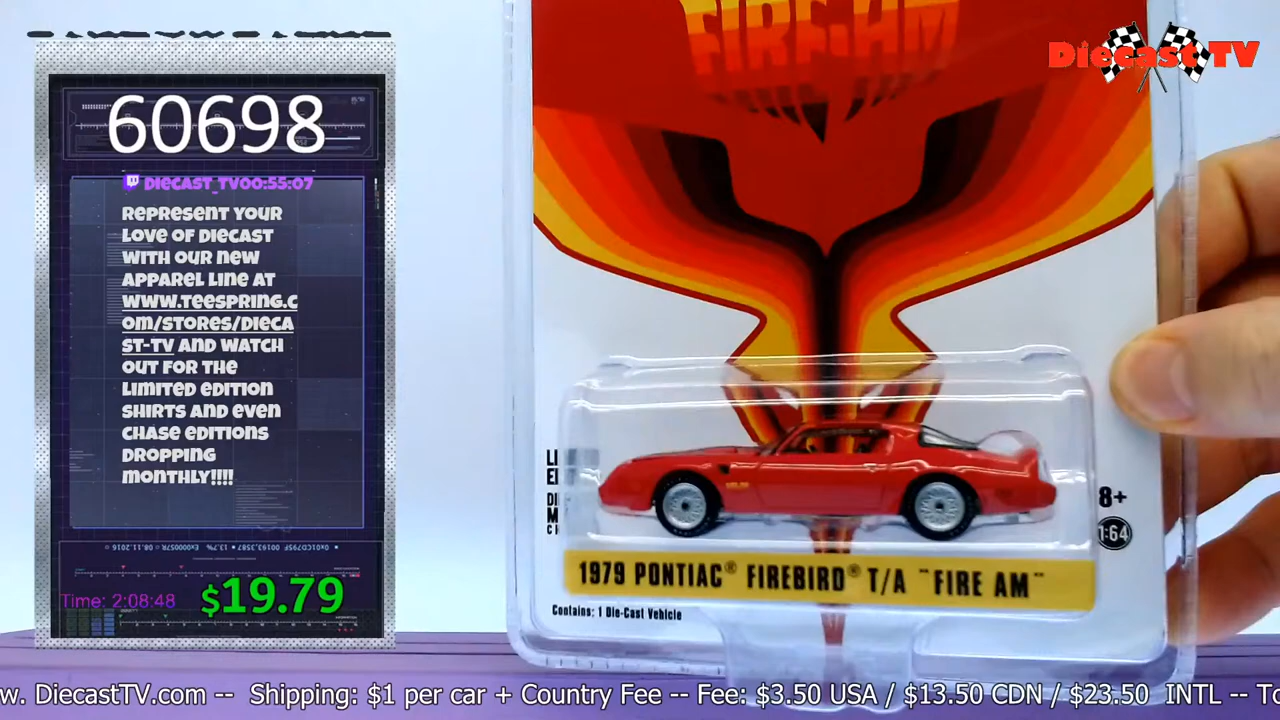 60698
DIECAST_TV00:55:07
REPRESENT YOUR
LOVE OF DIECAST
WITH OUR NEW
APPAREL LINE AT
WWW.TEESPRING.C
OM/STORES/DIECA
ST-TV AND WATCH
OUT FOR THE
LIMITED EDITION
SHIRTS AND EVEN
CHASE EDITIONS
DROPPING
MONTHLY!!!!
Time: 2:08:48
$19.79
FIRE AM
Diecast TV
8+
1:64
1979 PONTIAC® FIREBIRD® T/A "FIRE AM"
Contains: 1 Die-Cast Vehicle
w. DiecastTV.com -- Shipping: $1 per car + Country Fee -- Fee: $3.50 USA / $13.50 CDN / $23.50 INTL -- To